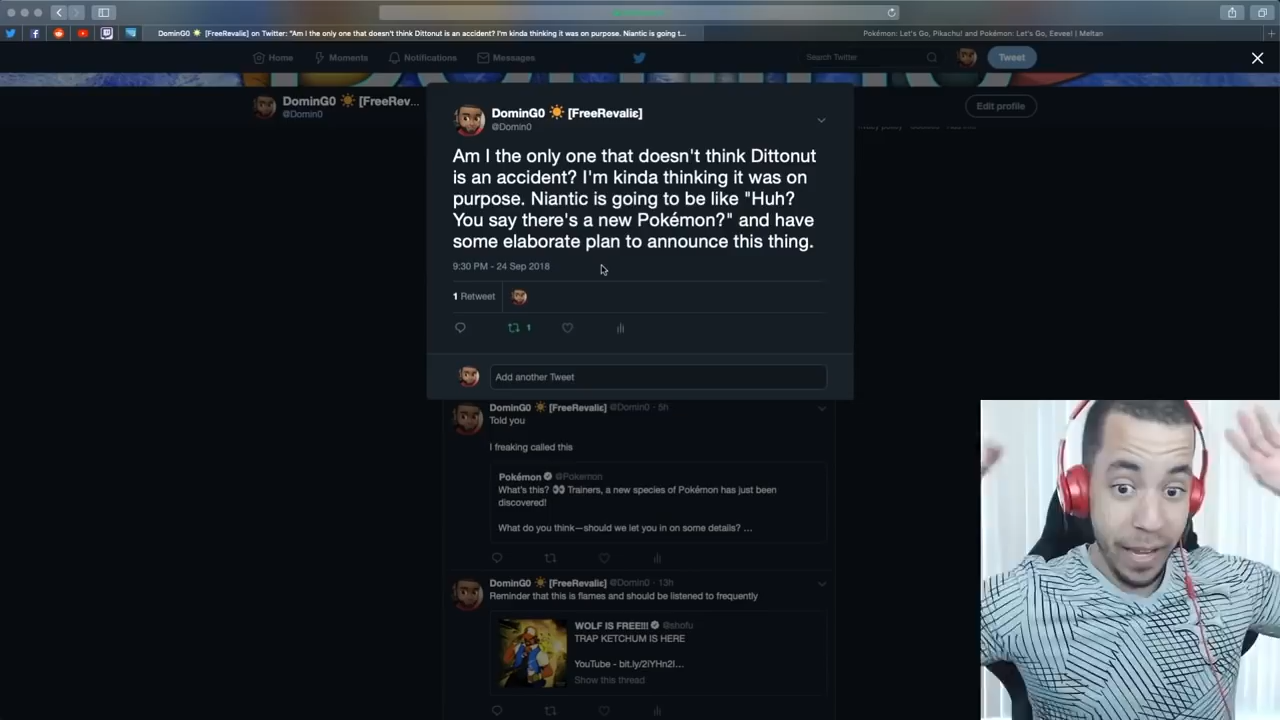 DominG0 ☀️ [FreeRevalie] on Twitter: "Am I the only one that doesn't think Dittonut is an accident? I'm kinda thinking it was on purpose. Niantic is going t...
Pokémon: Let's Go, Pikachu! and Pokémon: Let's Go, Eevee! | Meltan
Home
Moments
Notifications
Messages
Search Twitter
Tweet
DominG0 ☀️ [FreeRev...
@Domin0
Edit profile
DominG0 ☀️ [FreeRevalie]
@Domin0
Am I the only one that doesn't think Dittonut
is an accident? I'm kinda thinking it was on
purpose. Niantic is going to be like "Huh?
You say there's a new Pokémon?" and have
some elaborate plan to announce this thing.
9:30 PM - 24 Sep 2018
1 Retweet
1
Add another Tweet
DominG0 ☀️ [FreeRevalie] @Domin0 · 5h
Told you
I freaking called this
Pokémon @Pokemon
What's this? 👀 Trainers, a new species of Pokémon has just been
discovered!
What do you think—should we let you in on some details? ...
DominG0 ☀️ [FreeRevalie] @Domin0 · 13h
Reminder that this is flames and should be listened to frequently
WOLF IS FREE!!! @shofu
TRAP KETCHUM IS HERE
YouTube - bit.ly/2iYHn2l...
Show this thread